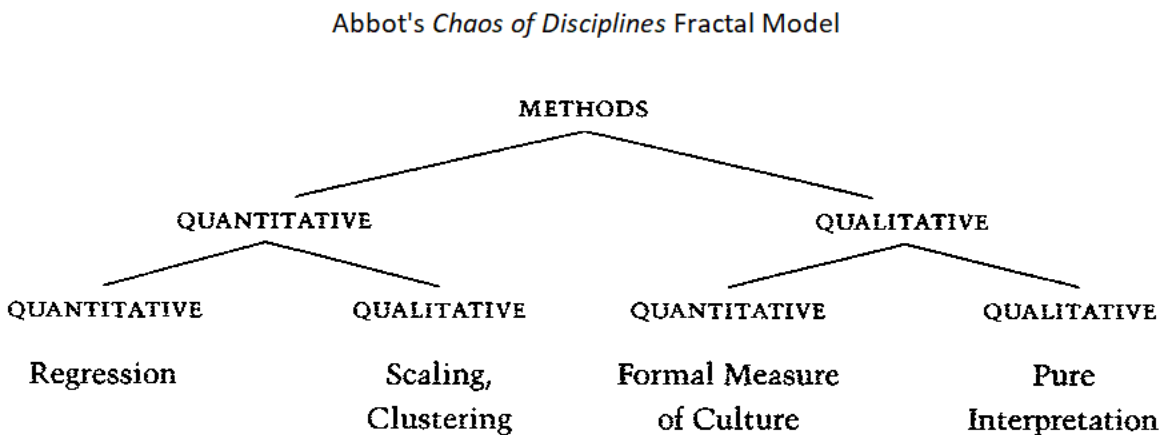 Abbot's Chaos of Disciplines Fractal Model
METHODS
QUANTITATIVE QUALITATIVE
QUANTITATIVE QUALITATIVE QUANTITATIVE QUALITATIVE
Regression Scaling, Formal Measure Pure
Clustering of Culture Interpretation